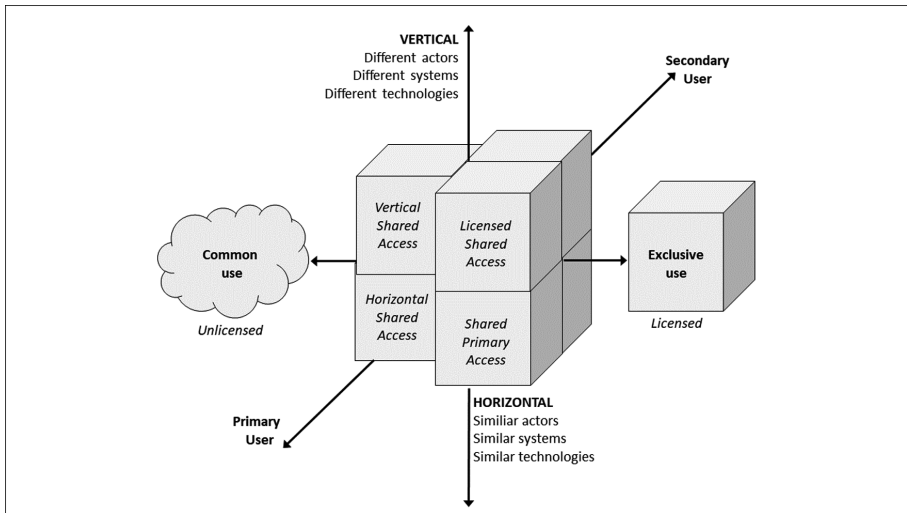 VERTICAL
Different actors
Different systems
Different technologies
Secondary
User
Vertical
Shared
Access
Licensed
Shared
Access
Common
use
Exclusive
use
Horizontal
Shared
Access
Shared
Primary
Access
Unlicensed
Licensed
Primary
User
HORIZONTAL
Similiar actors
Similar systems
Similar technologies